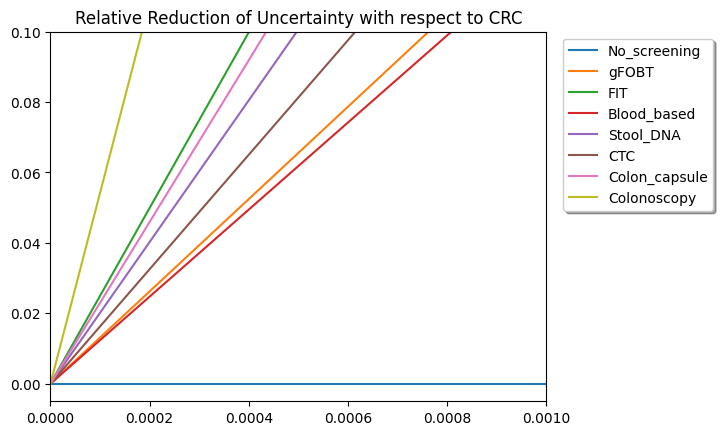 Relative Reduction of Uncertainty with respect to CRC
0.10
0.08
0.06
0.04
0.02
0.00
0.0000
0.0002
0.0004
0.0006
0.0008
0.0010
No_screening
gFOBT
FIT
Blood_based
Stool_DNA
CTC
Colon_capsule
Colonoscopy